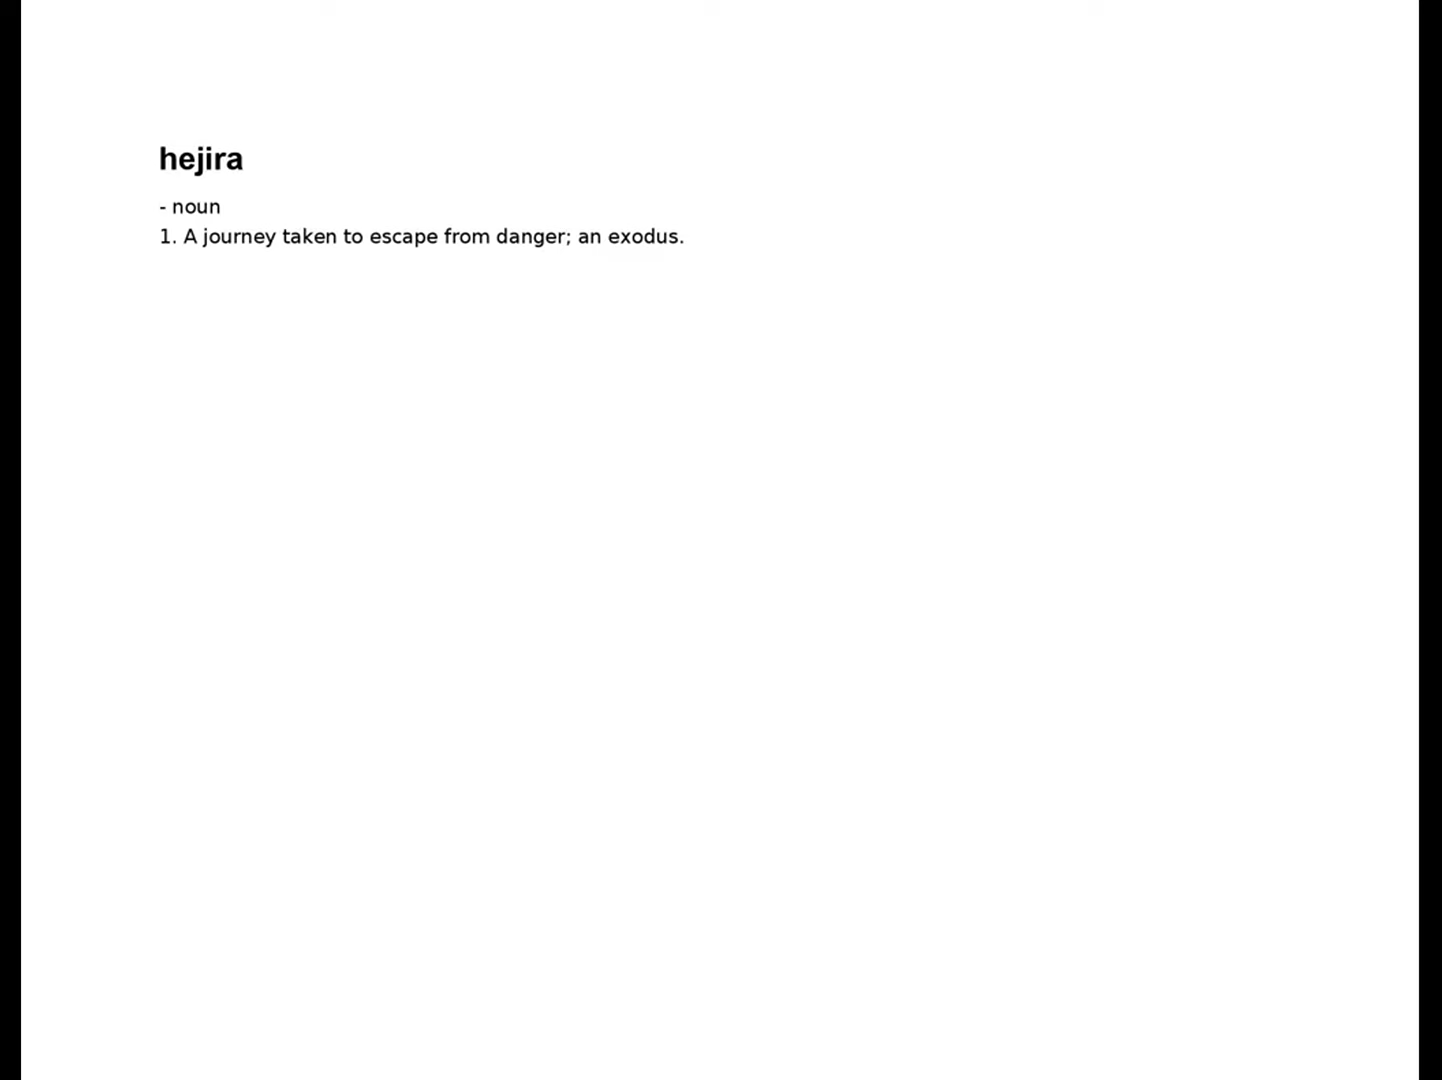 hejira
- noun
1. A journey taken to escape from danger; an exodus.